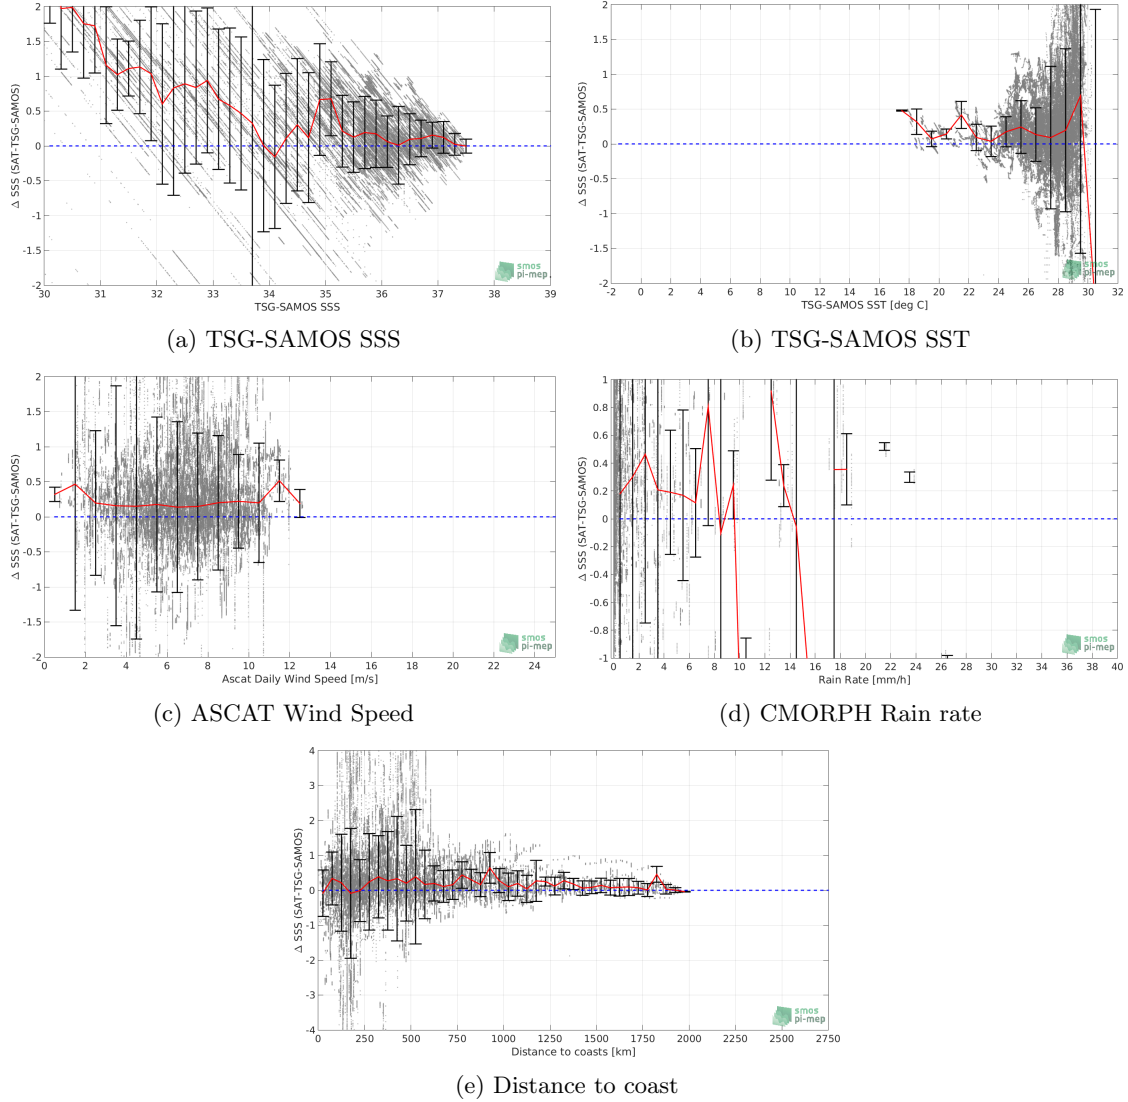 2
1.5
1
0.5
0
-0.5
-1
-1.5
-2
Δ SSS (SAT-TSG-SAMOS)
30 31 32 33 34 35 36 37 38 39
TSG-SAMOS SSS
smos
pi-mep
(a) TSG-SAMOS SSS
2
1.5
1
0.5
0
-0.5
-1
-1.5
-2
Δ SSS (SAT-TSG-SAMOS)
-2 0 2 4 6 8 10 12 14 16 18 20 22 24 26 28 30 32
TSG-SAMOS SST [deg C]
smos
pi-mep
(b) TSG-SAMOS SST
2
1.5
1
0.5
0
-0.5
-1
-1.5
-2
Δ SSS (SAT-TSG-SAMOS)
0 2 4 6 8 10 12 14 16 18 20 22 24
Ascat Daily Wind Speed [m/s]
smos
pi-mep
(c) ASCAT Wind Speed
1
0.8
0.6
0.4
0.2
0
-0.2
-0.4
-0.6
-0.8
-1
Δ SSS (SAT-TSG-SAMOS)
0 2 4 6 8 10 12 14 16 18 20 22 24 26 28 30 32 34 36 38 40
Rain Rate [mm/h]
smos
pi-mep
(d) CMORPH Rain rate
4
3
2
1
0
-1
-2
-3
-4
Δ SSS (SAT-TSG-SAMOS)
0 250 500 750 1000 1250 1500 1750 2000 2250 2500 2750
Distance to coasts [km]
smos
pi-mep
(e) Distance to coast